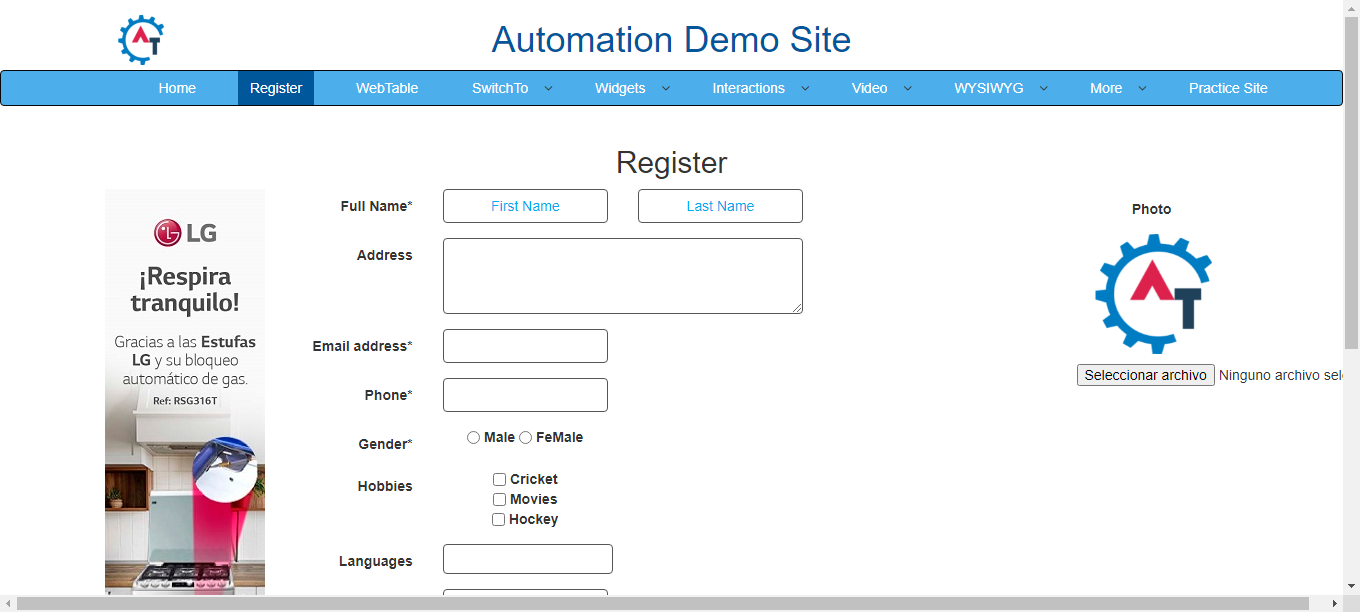 AT
Automation Demo Site
Home Register WebTable SwitchTo Widgets Interactions Video WYSIWYG More Practice Site
Register
LG
¡Respira
tranquilo!
Gracias a las Estufas
LG y su bloqueo
automático de gas.
Ref: RSG316T
Full Name* First Name Last Name
Address
Email address*
Phone*
Gender* Male FeMale
Hobbies Cricket
Movies
Hockey
Languages
Photo
AT
Seleccionar archivo Ninguno archivo sel